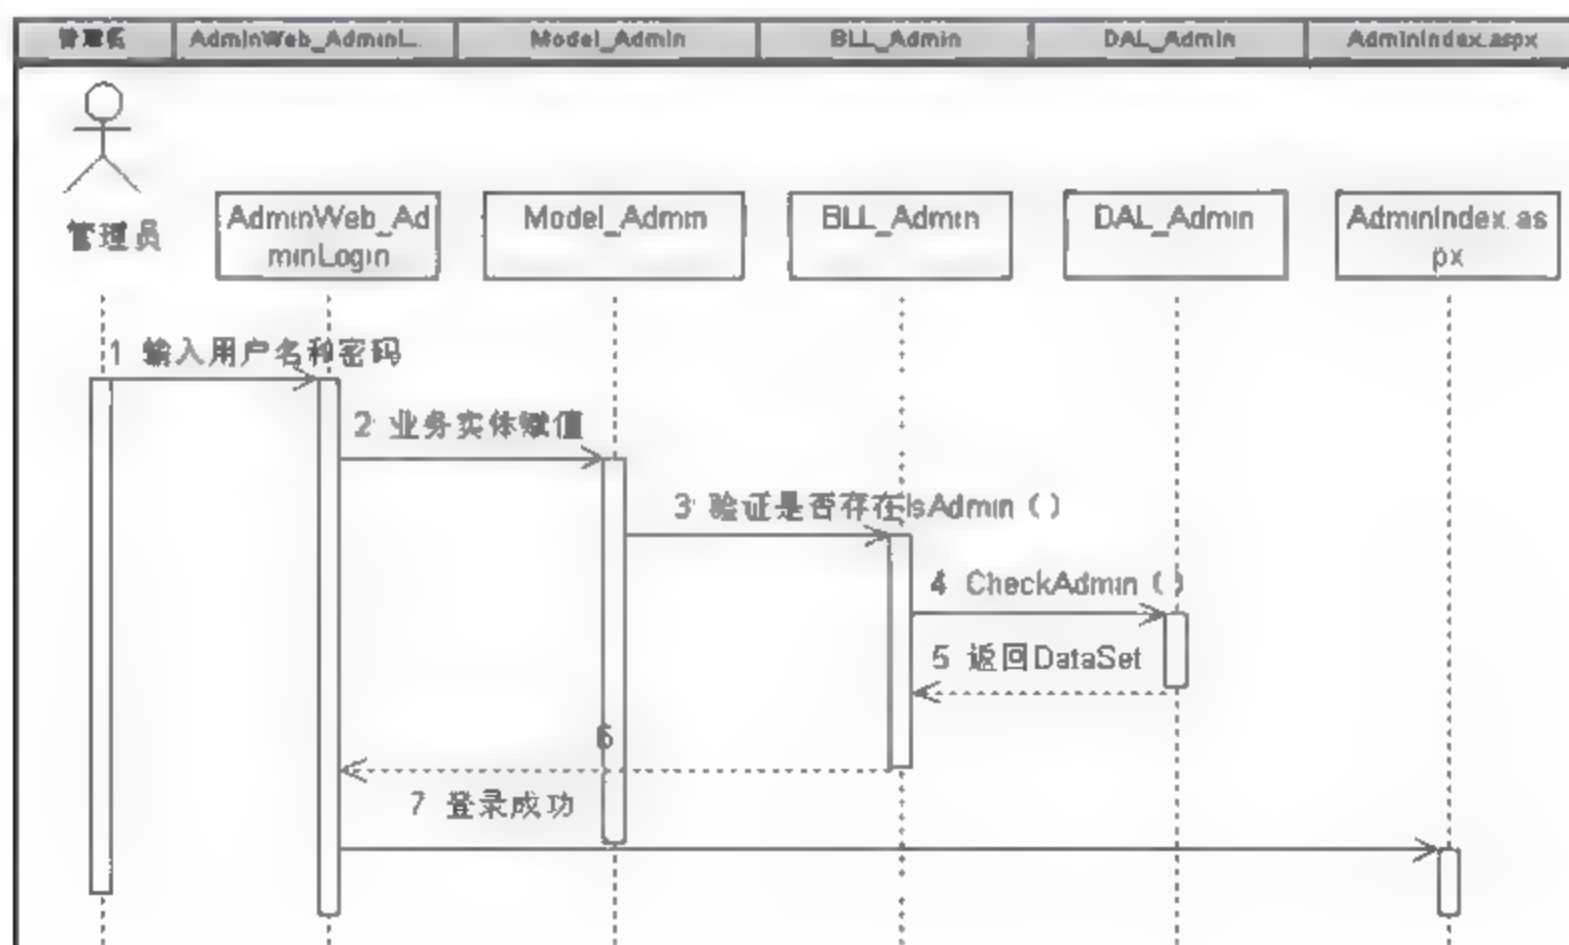 管理员 AdminWeb_AdminL... Model_Admin BLL_Admin DAL_Admin AdminIndex.aspx
管理员
AdminWeb_Ad
minLogin
Model_Admin
BLL_Admin
DAL_Admin
AdminIndex.as
px
1 输入用户名和密码
2 业务实体赋值
3 验证是否存在IsAdmin（）
4 CheckAdmin（）
5 返回DataSet
6
7 登录成功